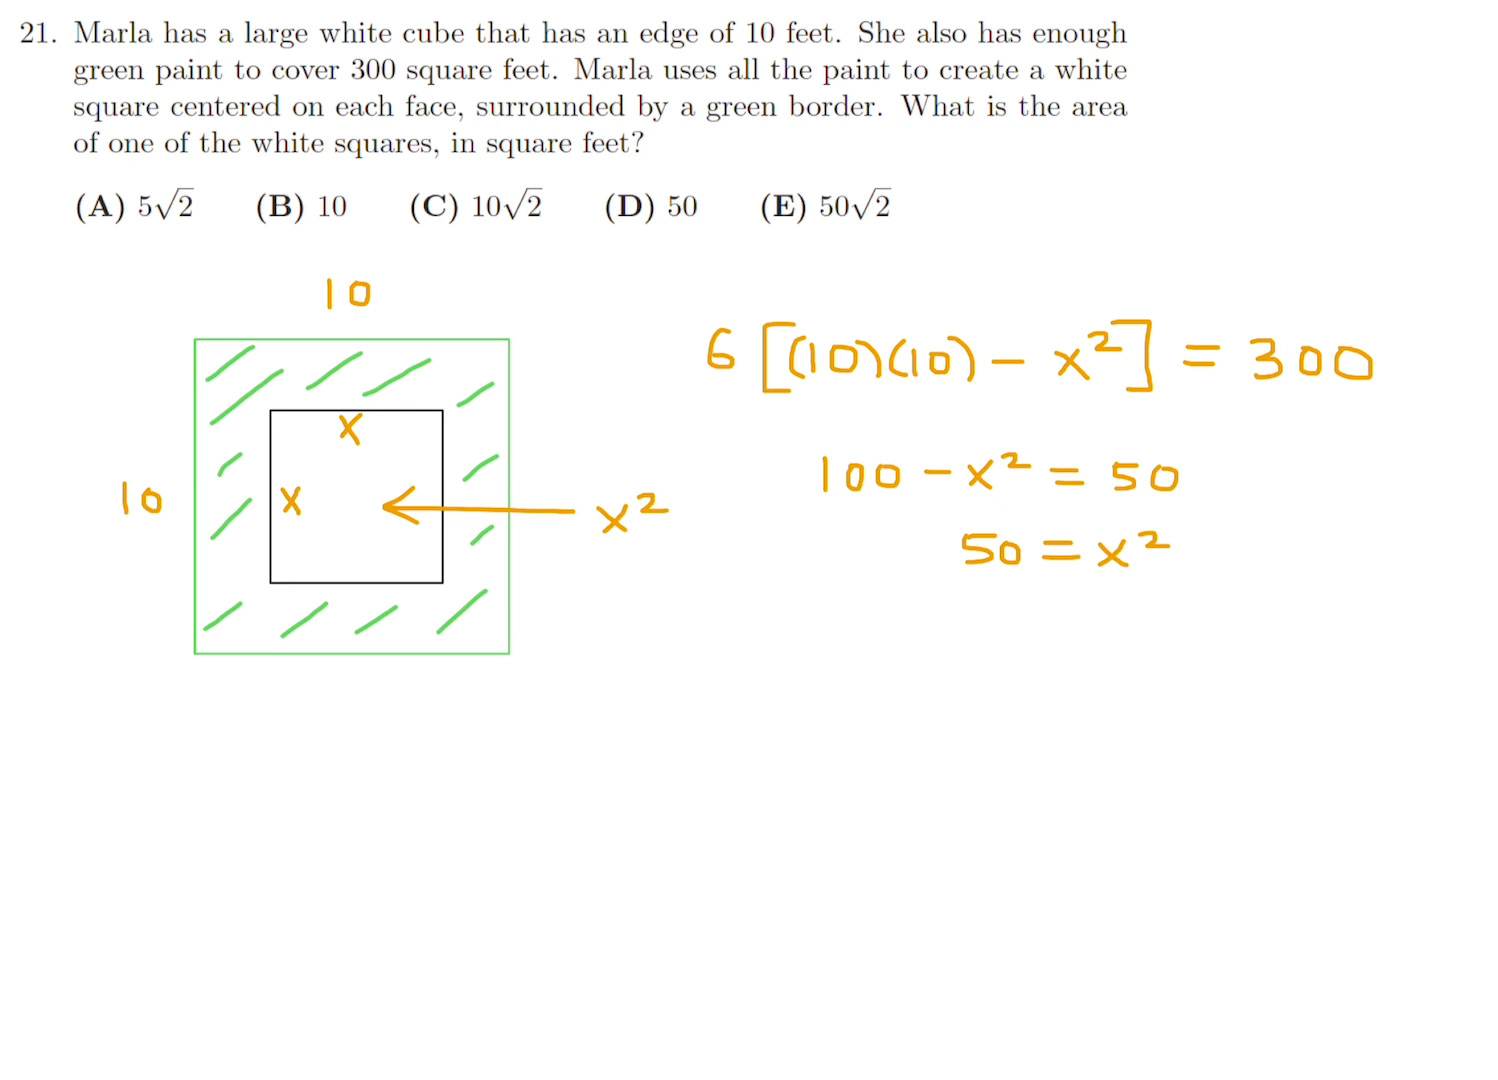 21. Marla has a large white cube that has an edge of 10 feet. She also has enough
green paint to cover 300 square feet. Marla uses all the paint to create a white
square centered on each face, surrounded by a green border. What is the area
of one of the white squares, in square feet?
(A) 5√2 (B) 10 (C) 10√2 (D) 50 (E) 50√2
10
6[(10)(10) − x²] = 300
x
100 − x² = 50
10 x x²
50 = x²